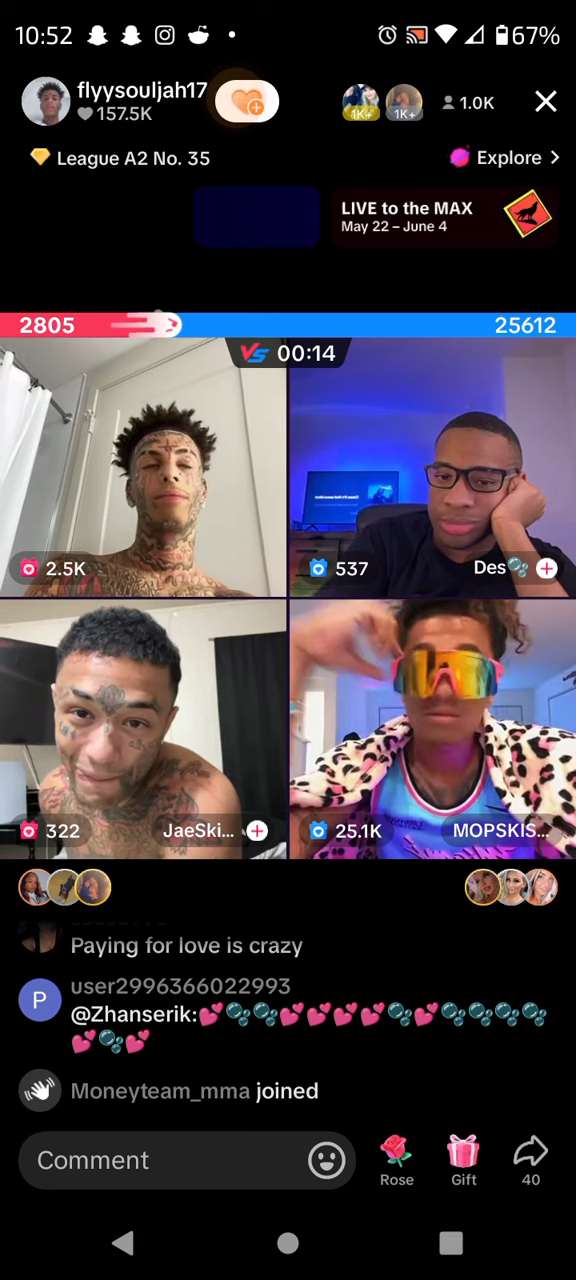 10:52
67%
flyysouljah17
157.5K
1K+
1K+
1.0K
League A2 No. 35
Explore
LIVE to the MAX
May 22 – June 4
2805
25612
VS 00:14
2.5K
537
Des
322
JaeSki...
25.1K
MOPSKIS...
Paying for love is crazy
P
user2996366022993
@Zhanserik:💕🫧🫧💕💕💕💕🫧💕🫧🫧🫧🫧
💕🫧💕
Moneyteam_mma joined
Comment
Rose
Gift
40